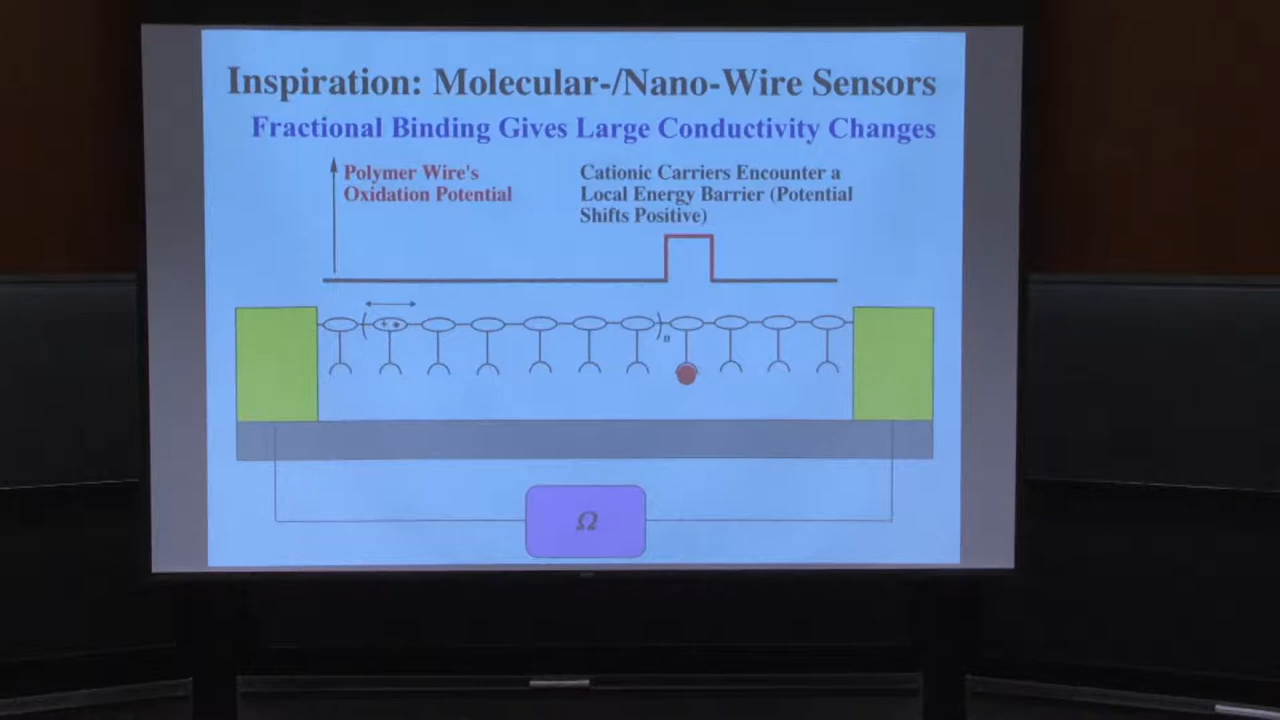 Inspiration: Molecular-/Nano-Wire Sensors
Fractional Binding Gives Large Conductivity Changes
Polymer Wire's
Oxidation Potential
Cationic Carriers Encounter a
Local Energy Barrier (Potential
Shifts Positive)
+ •
n
Ω